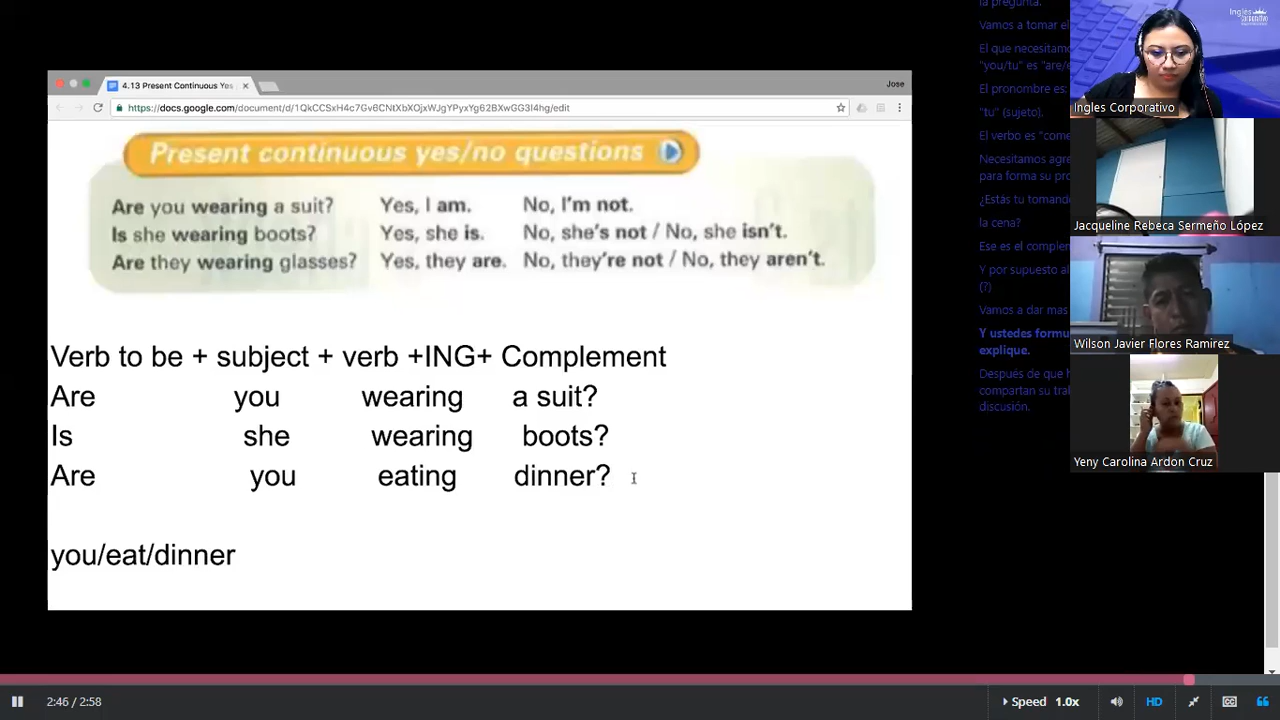 4.13 Present Continuous Yes
Jose
https://docs.google.com/document/d/1QkCCSxH4c7Gv6CNtXbXOjxWJgYPyxYg62BXwGG3I4hg/edit
Present continuous yes/no questions
Are you wearing a suit? Yes, I am. No, I'm not.
Is she wearing boots? Yes, she is. No, she's not / No, she isn't.
Are they wearing glasses? Yes, they are. No, they're not / No, they aren't.
Verb to be + subject + verb +ING+ Complement
Are you wearing a suit?
Is she wearing boots?
Are you eating dinner?
you/eat/dinner
la pregunta.
Vamos a tomar el
El que necesitamo
"you/tu" es "are/e
El pronombre es:
"tu" (sujeto),
El verbo es "come
Necesitamos agre
para forma su pro
¿Estás tu tomand
la cena?
Ese es el complem
Y por supuesto al
(?)
Vamos a dar mas
Y ustedes formu
explique.
Después de que h
compartan su tral
discusión.
Ingles
Corporativo
Ingles Corporativo
Jacqueline Rebeca Sermeño López
Wilson Javier Flores Ramirez
Yeny Carolina Ardon Cruz
2:46 / 2:58
Speed 1.0x
HD
CC